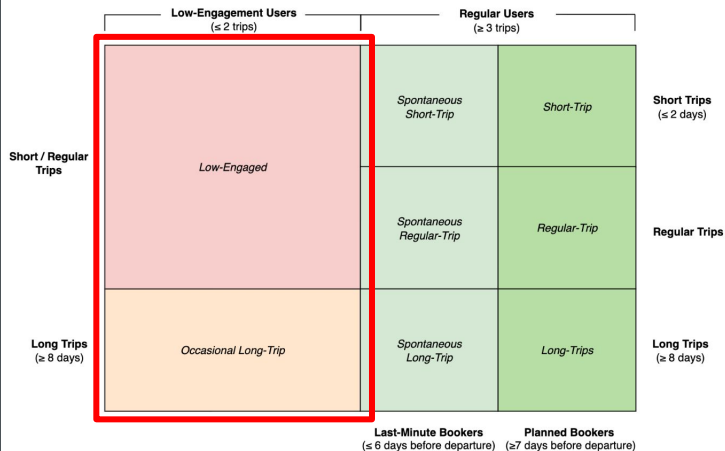 Low-Engagement Users
(≤ 2 trips)
Regular Users
(≥ 3 trips)
Short / Regular
Trips
Low-Engaged
Spontaneous
Short-Trip
Short-Trip
Short Trips
(≤ 2 days)
Spontaneous
Regular-Trip
Regular-Trip
Regular Trips
Long Trips
(≥ 8 days)
Occasional Long-Trip
Spontaneous
Long-Trip
Long-Trips
Long Trips
(≥ 8 days)
Last-Minute Bookers
(≤ 6 days before departure)
Planned Bookers
(≥7 days before departure)